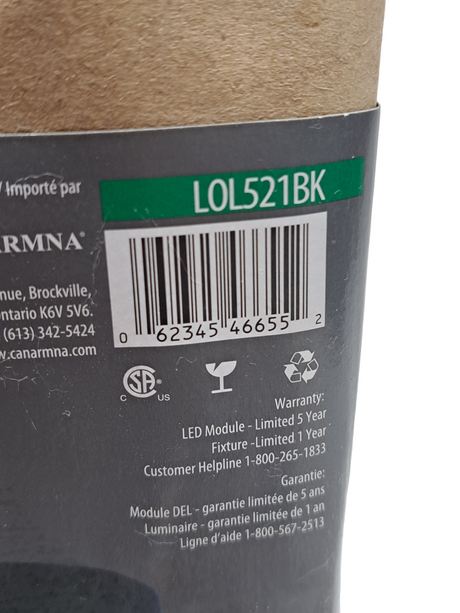 / Importé par
LOL521BK
ARMNA®
nue, Brockville,
ntario K6V 5V6.
(613) 342-5424
w.canarmna.com
0 62345 46655 2
CSA
C US
Warranty:
LED Module - Limited 5 Year
Fixture -Limited 1 Year
Customer Helpline 1-800-265-1833
Garantie:
Module DEL - garantie limitée de 5 ans
Luminaire - garantie limitée de 1 an
Ligne d'aide 1-800-567-2513